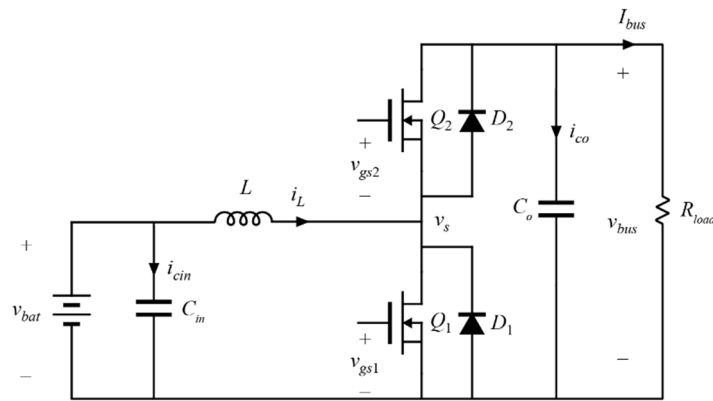 I_bus
+
Q_2
D_2
+
v_gs2
−
i_co
L
i_L
v_s
C_o
v_bus
R_load
+
i_cin
v_bat
C_in
Q_1
D_1
+
v_gs1
−
−
−